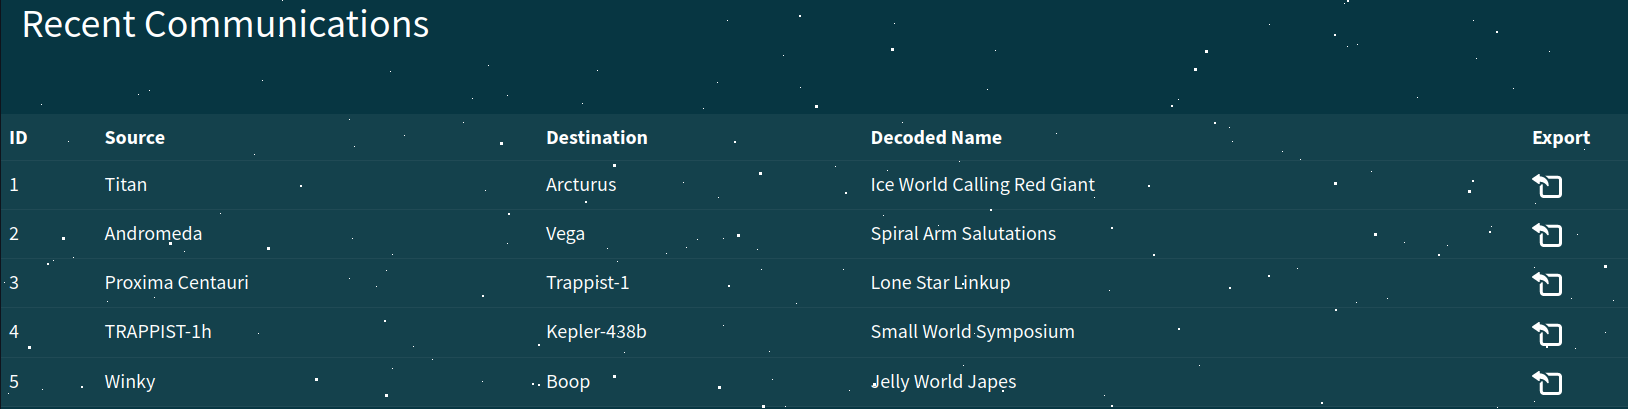 Recent Communications
ID Source Destination Decoded Name Export
1 Titan Arcturus Ice World Calling Red Giant
2 Andromeda Vega Spiral Arm Salutations
3 Proxima Centauri Trappist-1 Lone Star Linkup
4 TRAPPIST-1h Kepler-438b Small World Symposium
5 Winky Boop Jelly World Japes